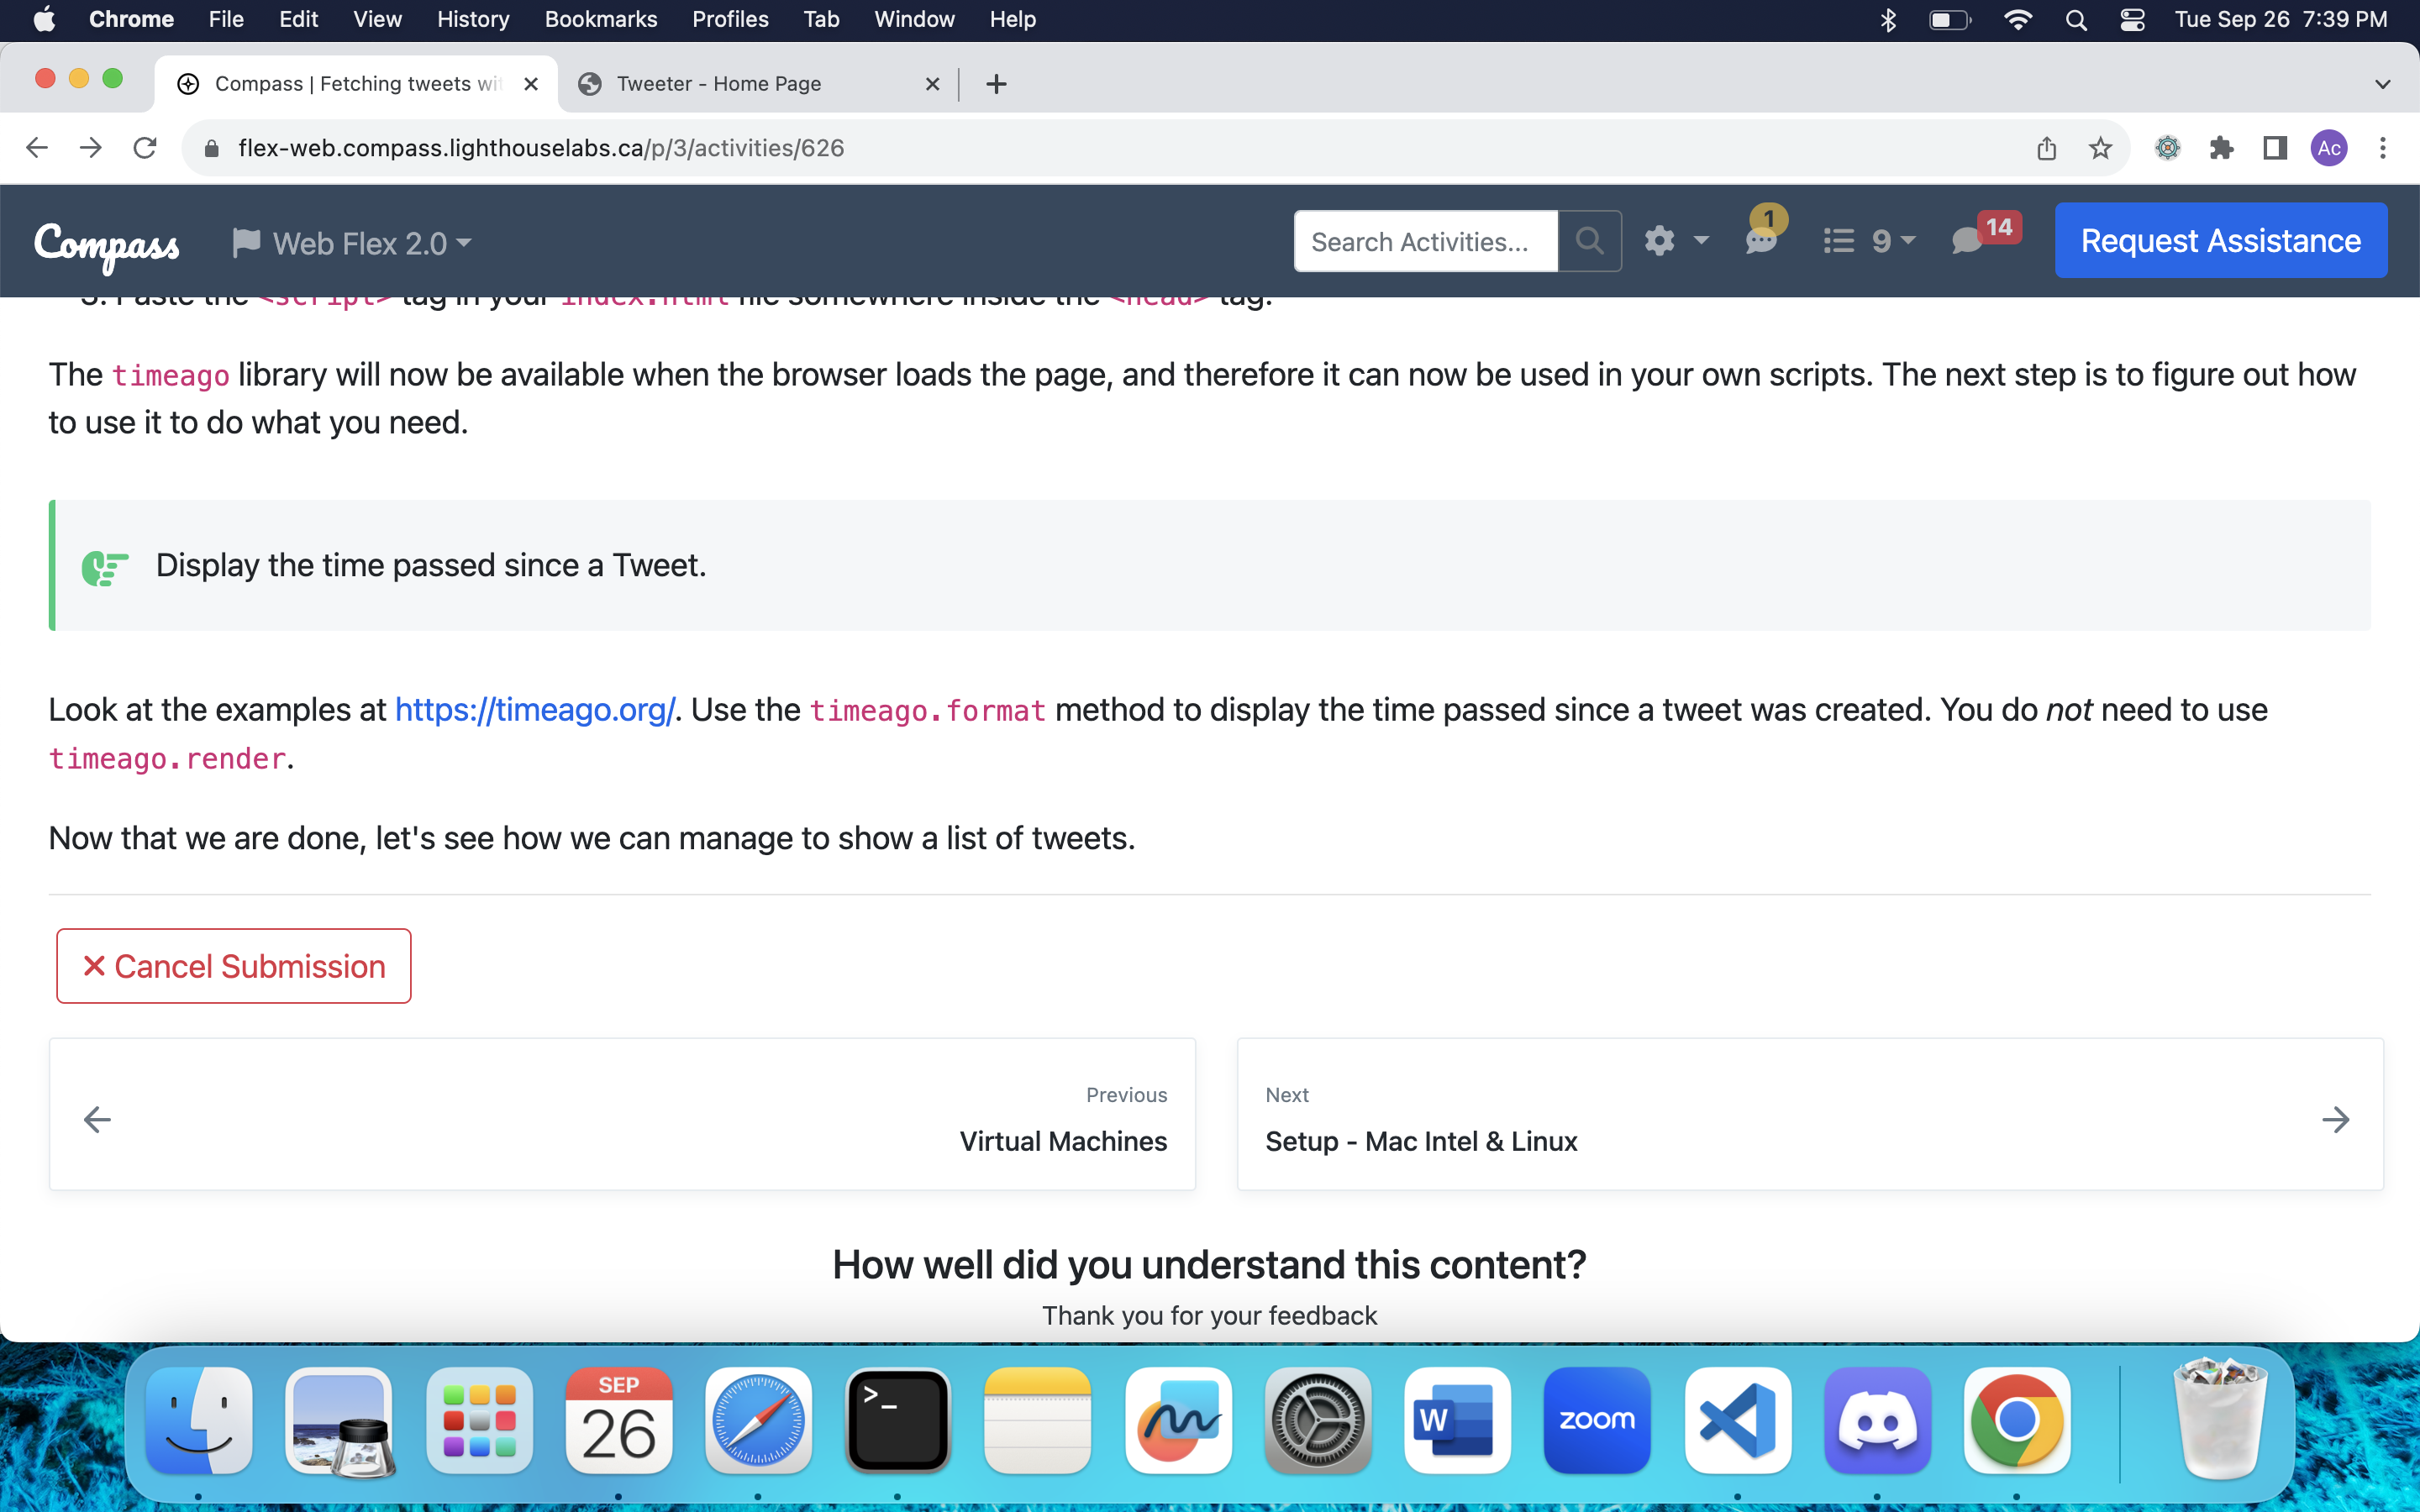 Chrome File Edit View History Bookmarks Profiles Tab Window Help Tue Sep 26 7:39 PM
Compass | Fetching tweets wit Tweeter - Home Page
flex-web.compass.lighthouselabs.ca/p/3/activities/626 Ac
Compass Web Flex 2.0 Search Activities... 1 9 14 Request Assistance
3. Paste the <script> tag in your index.html file somewhere inside the <head> tag.
The timeago library will now be available when the browser loads the page, and therefore it can now be used in your own scripts. The next step is to figure out how
to use it to do what you need.
Display the time passed since a Tweet.
Look at the examples at https://timeago.org/. Use the timeago.format method to display the time passed since a tweet was created. You do not need to use
timeago.render.
Now that we are done, let's see how we can manage to show a list of tweets.
Cancel Submission
Previous
Virtual Machines
Next
Setup - Mac Intel & Linux
How well did you understand this content?
Thank you for your feedback
SEP
26
>_
W
zoom